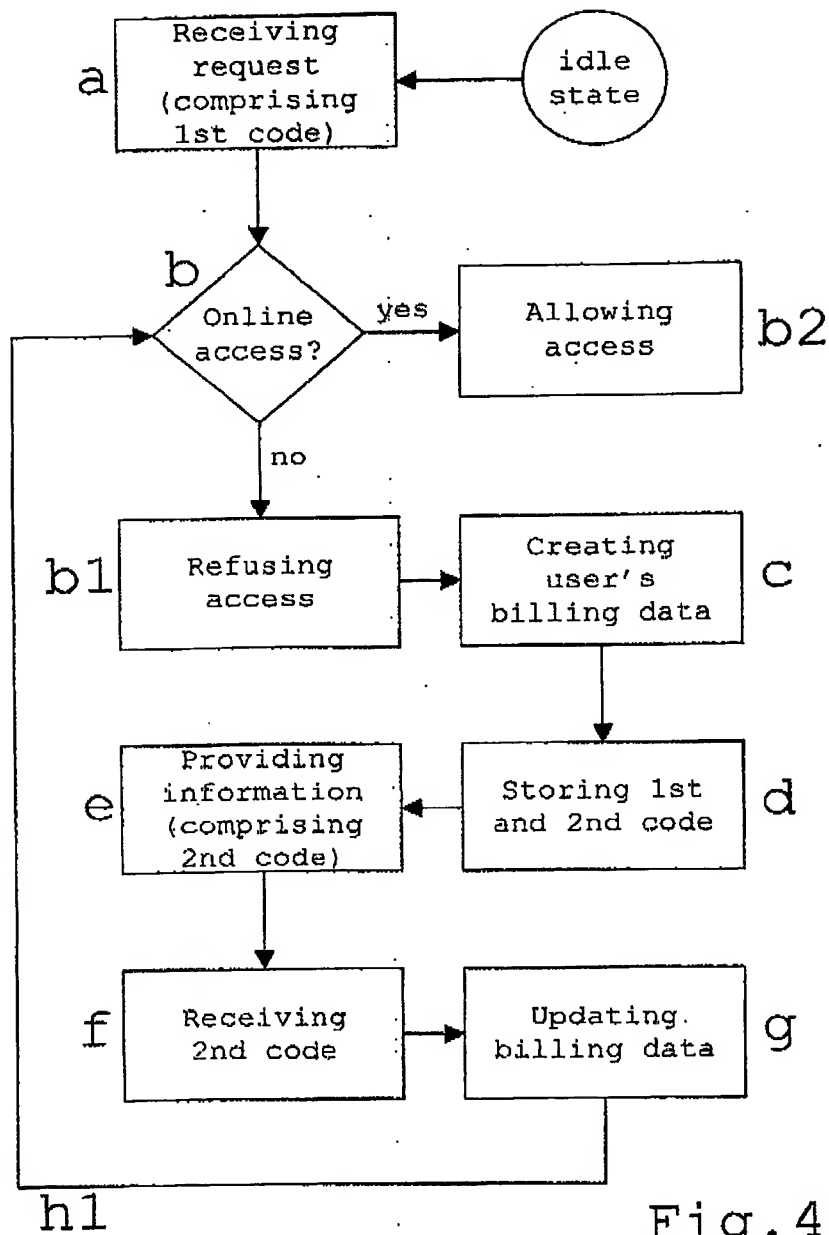 Receiving
request
(comprising
1st code)
a
idle
state
b
Online
access?
yes
Allowing
access
b2
no
b1
Refusing
access
Creating
user's
billing data
c
Providing
information
(comprising
2nd code)
e
Storing 1st
and 2nd code
d
f
Receiving
2nd code
Updating.
billing data
g
h1
Fig.4